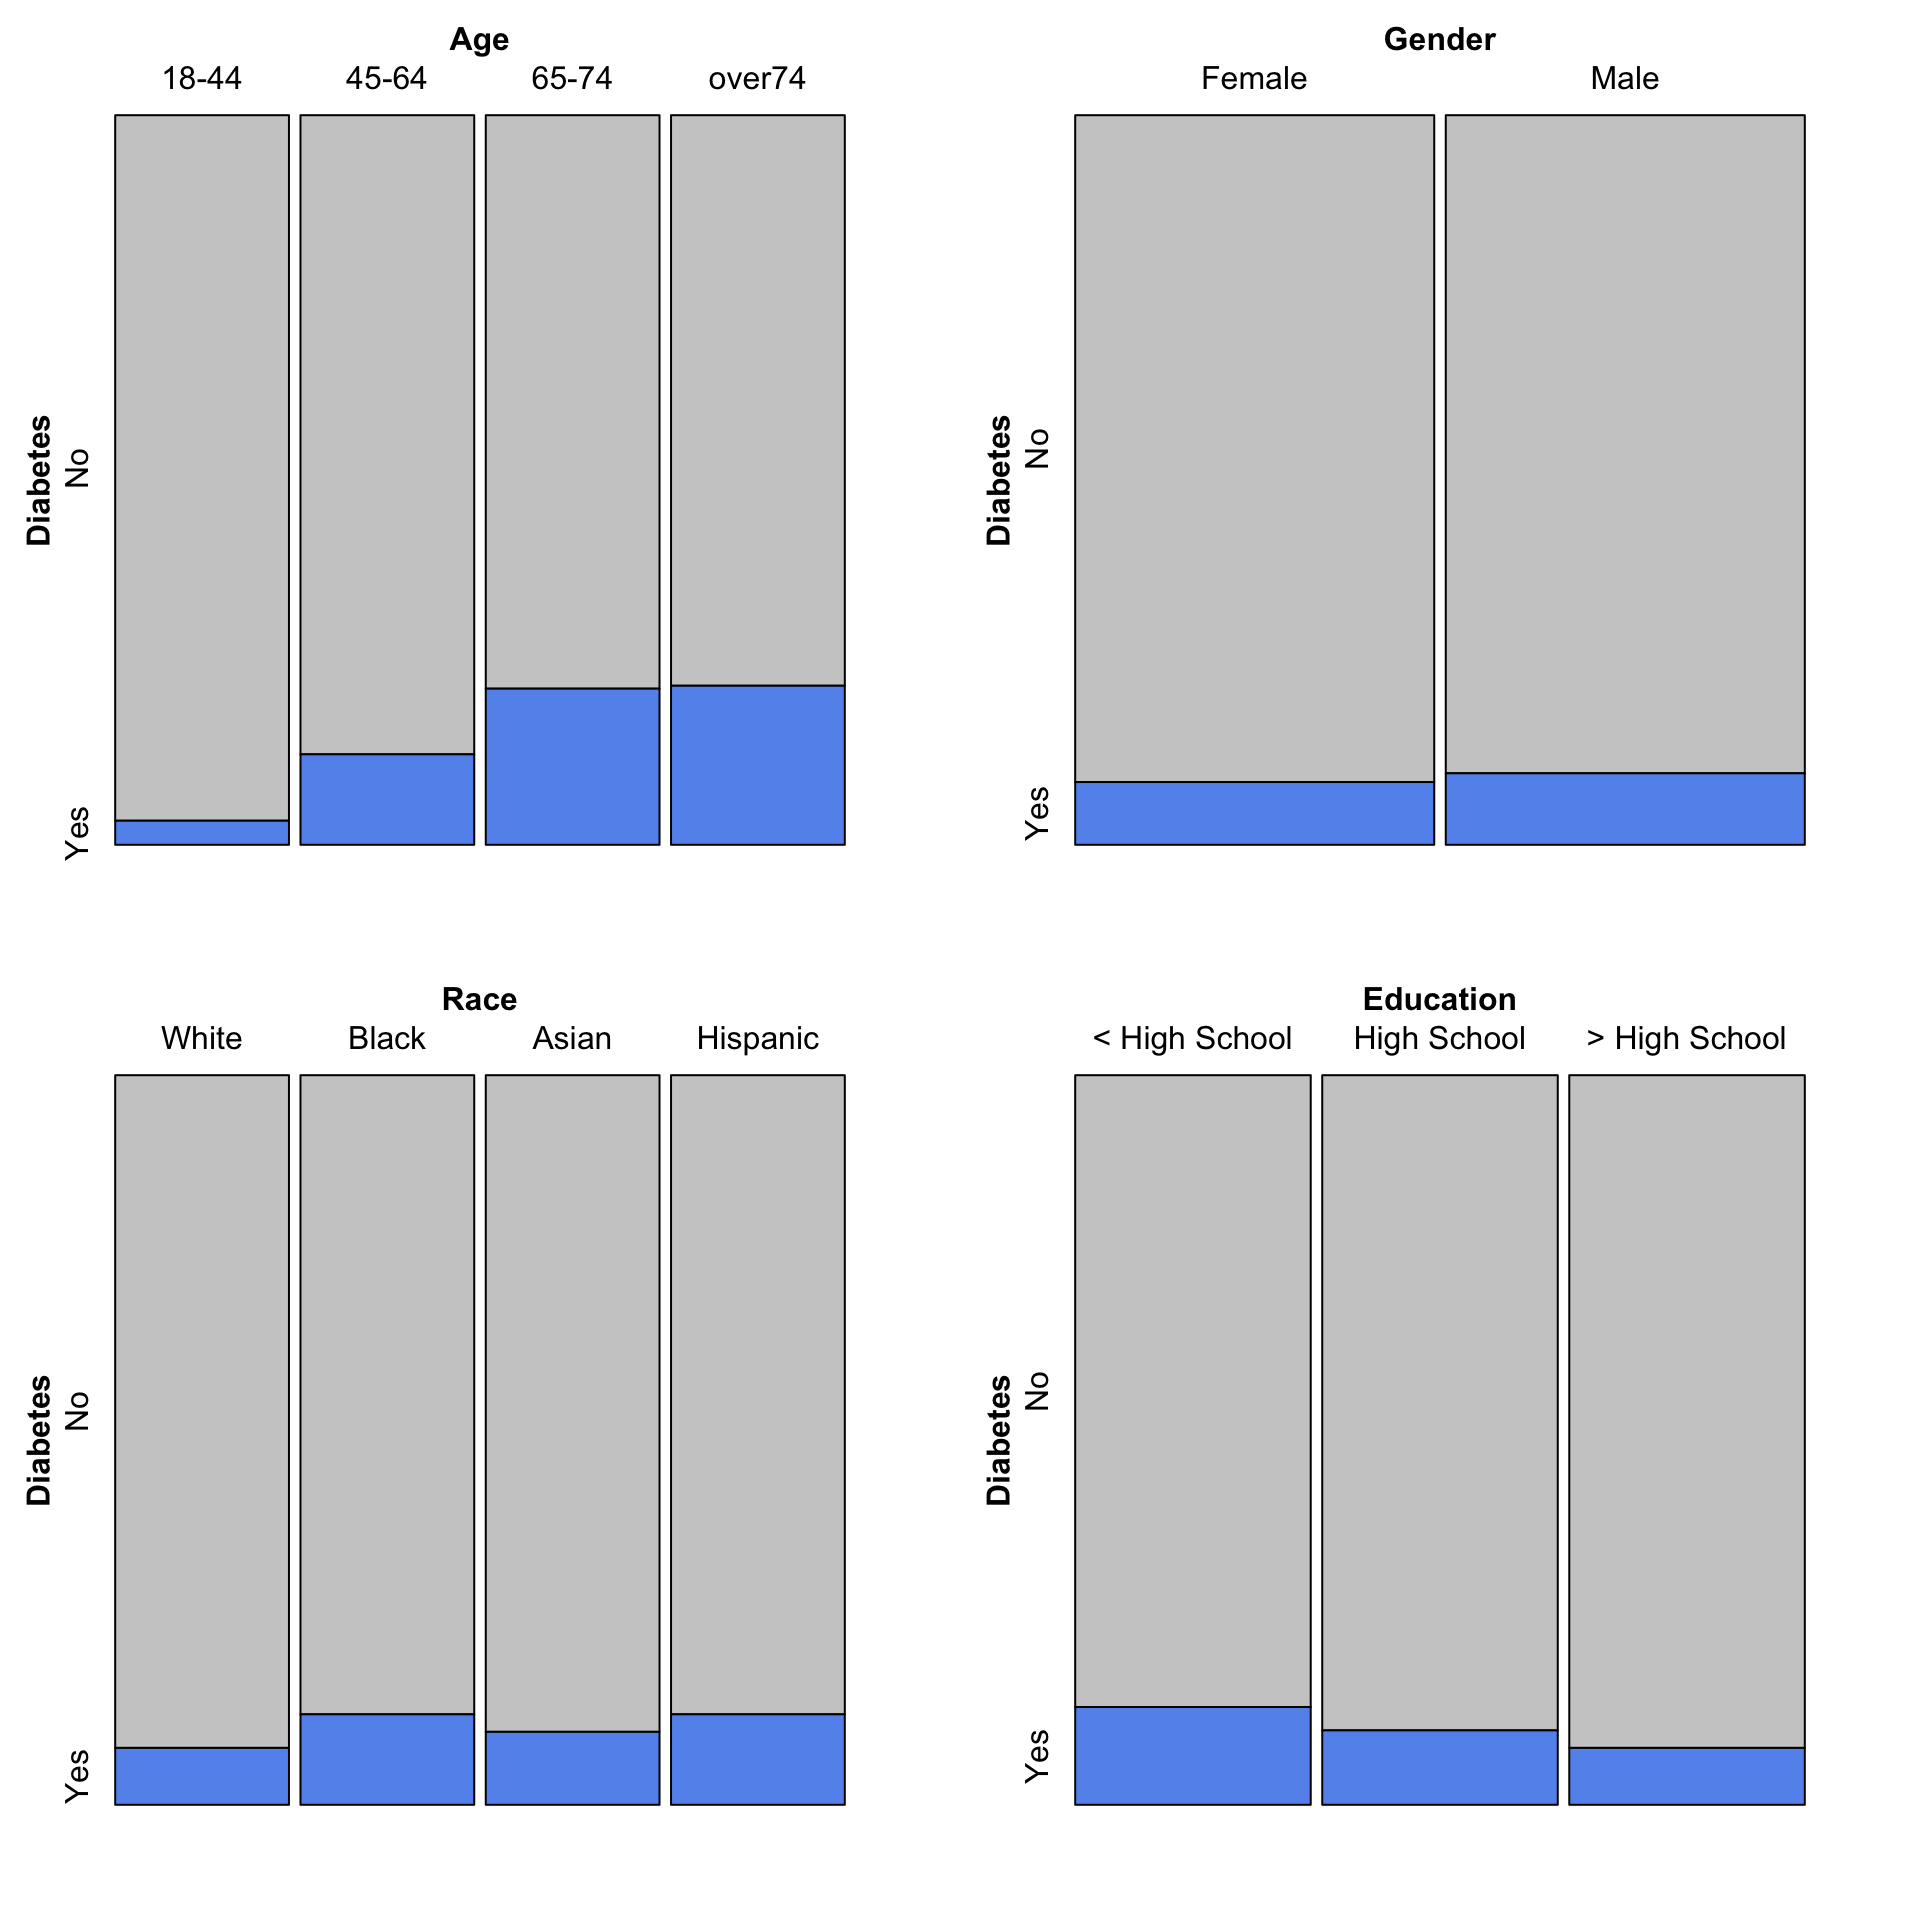 Age
18-44 45-64 65-74 over74
Diabetes
No
Yes
Gender
Female Male
Diabetes
No
Yes
Race
White Black Asian Hispanic
Diabetes
No
Yes
Education
< High School High School > High School
Diabetes
No
Yes